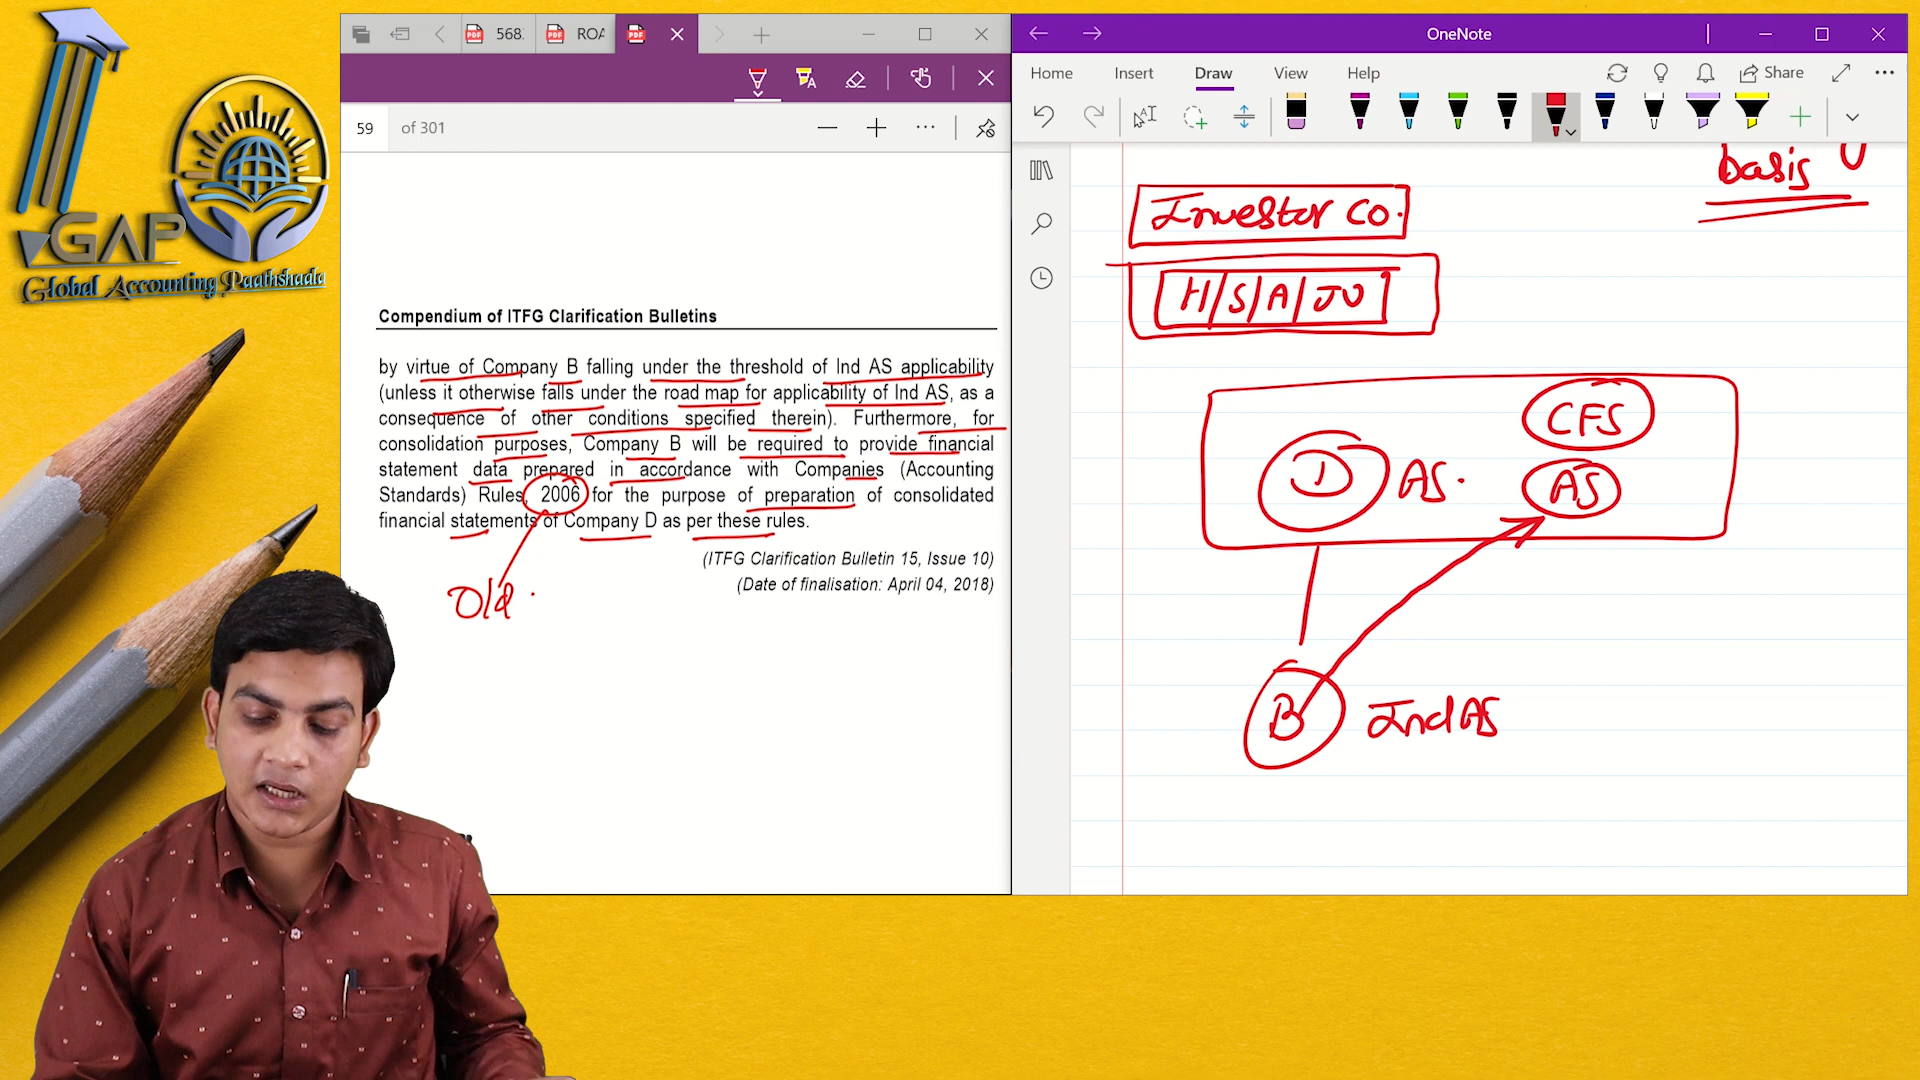 GAP
Global Accounting Paathshaala
568
ROA
59 of 301
Compendium of ITFG Clarification Bulletins
by virtue of Company B falling under the threshold of Ind AS applicability
(unless it otherwise falls under the road map for applicability of Ind AS, as a
consequence of other conditions specified therein). Furthermore, for
consolidation purposes, Company B will be required to provide financial
statement data prepared in accordance with Companies (Accounting
Standards) Rules, 2006 for the purpose of preparation of consolidated
financial statements of Company D as per these rules.
(ITFG Clarification Bulletin 15, Issue 10)
(Date of finalisation: April 04, 2018)
Old.
OneNote
Home Insert Draw View Help Share
basis
Investor Co.
H/S/A/JV
CFS
D AS.
AS
B Ind AS